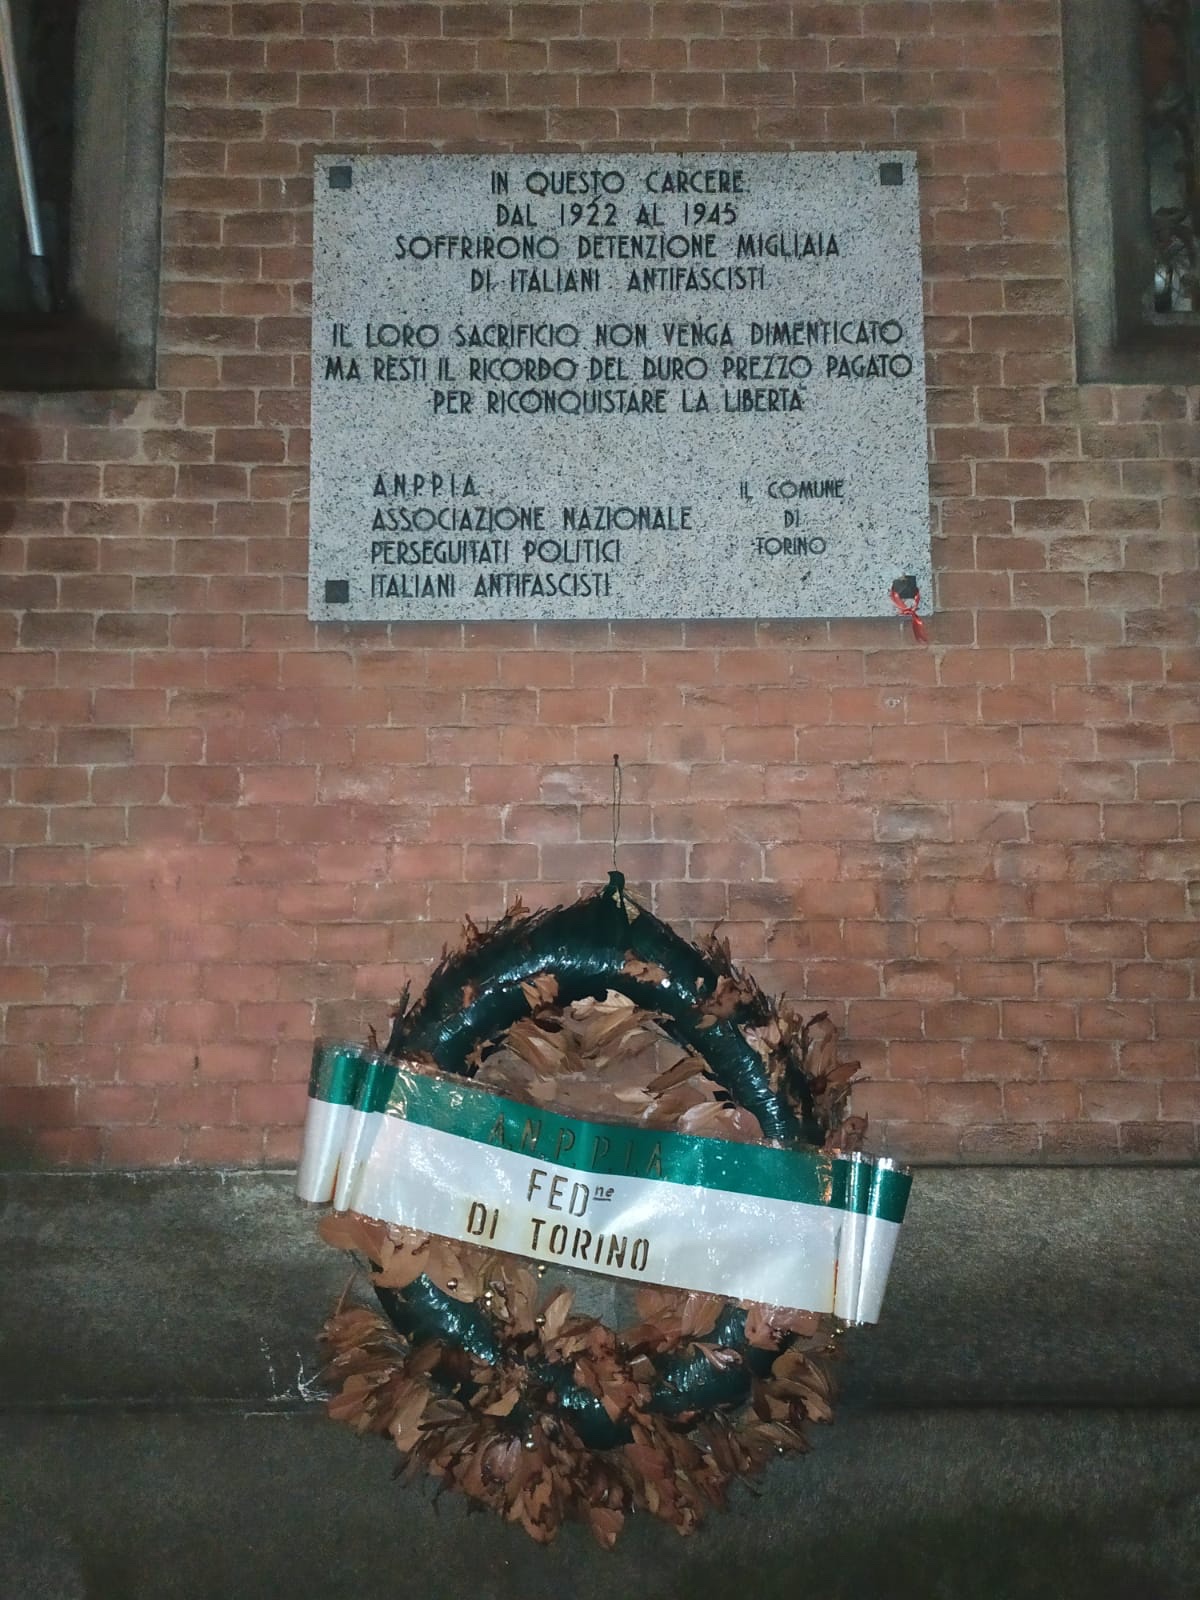 IN QUESTO CARCERE
DAL 1922 AL 1945
SOFFRIRONO DETENZIONE MIGLIAIA
DI ITALIANI ANTIFASCISTI
IL LORO SACRIFICIO NON VENGA DIMENTICATO
MA RESTI IL RICORDO DEL DURO PREZZO PAGATO
PER RICONQUISTARE LA LIBERTÀ
A.N.P.P.I.A.
ASSOCIAZIONE NAZIONALE
PERSEGUITATI POLITICI
ITALIANI ANTIFASCISTI
IL COMUNE
DI
TORINO
A.N.P.P.I.A
FEDne
DI TORINO